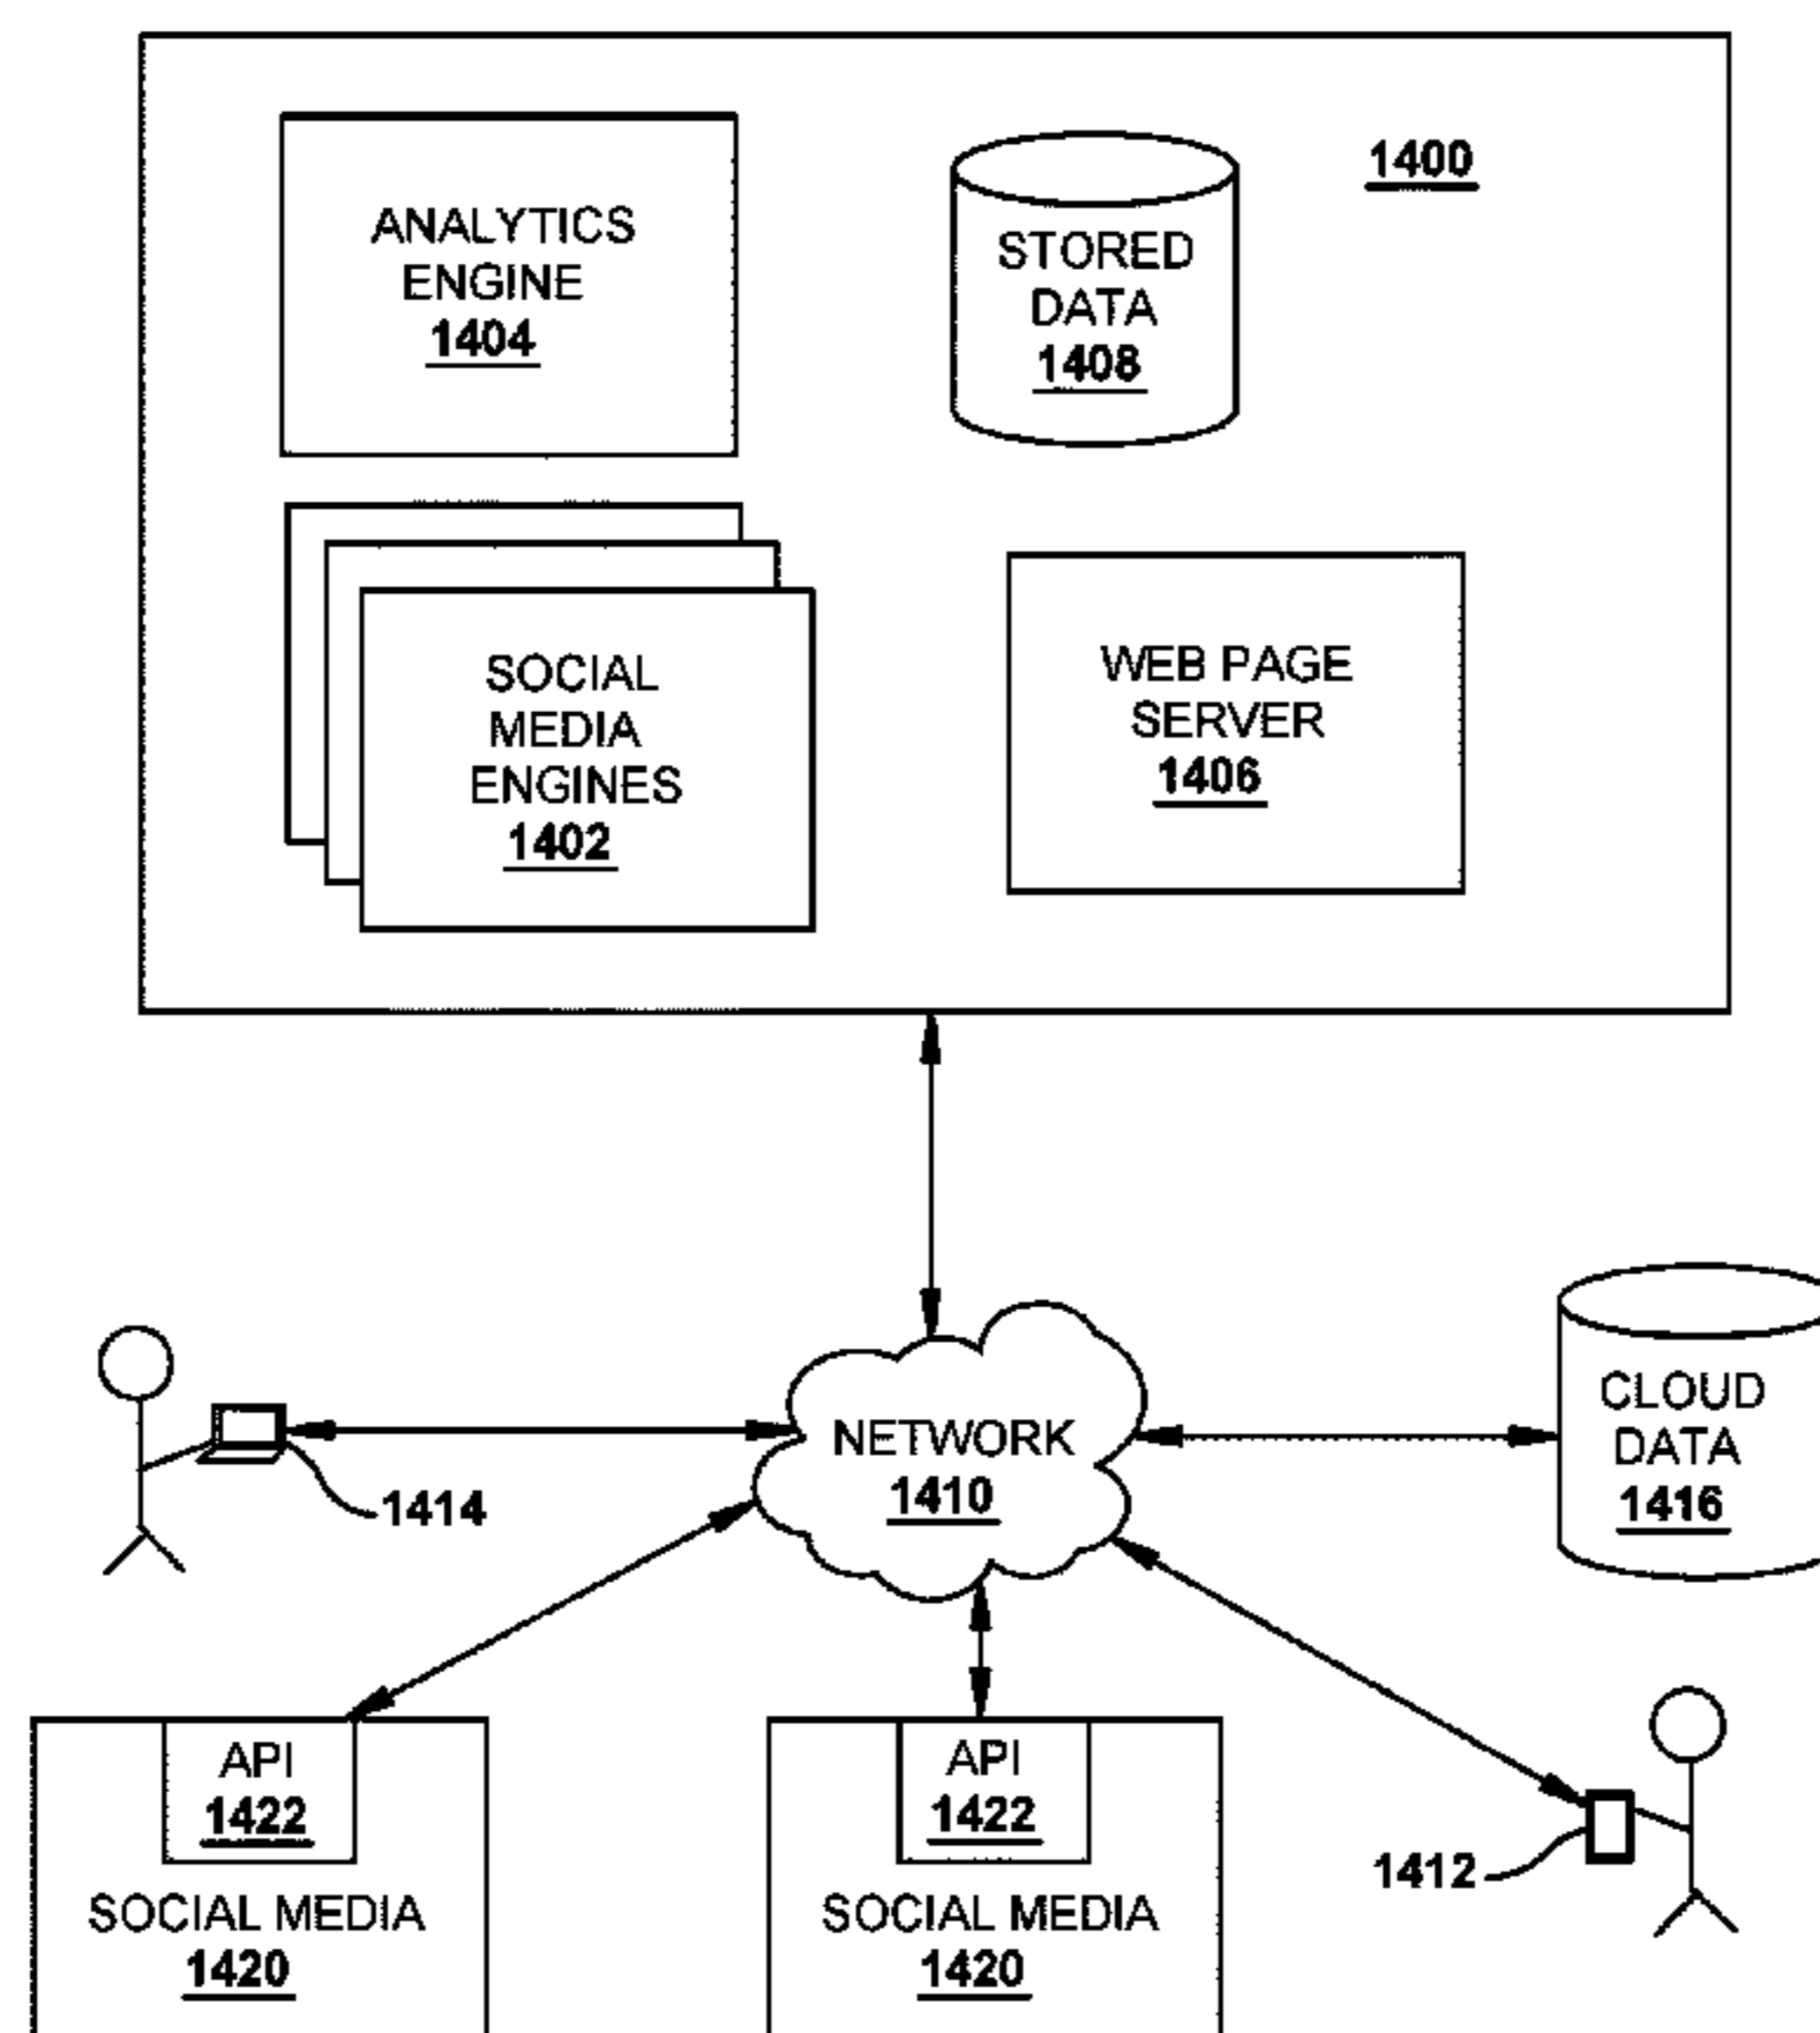 1400
ANALYTICS
ENGINE
1404
STORED
DATA
1408
SOCIAL
MEDIA
ENGINES
1402
WEB PAGE
SERVER
1406
NETWORK
1410
CLOUD
DATA
1416
1414
API
1422
SOCIAL MEDIA
1420
API
1422
SOCIAL MEDIA
1420
1412